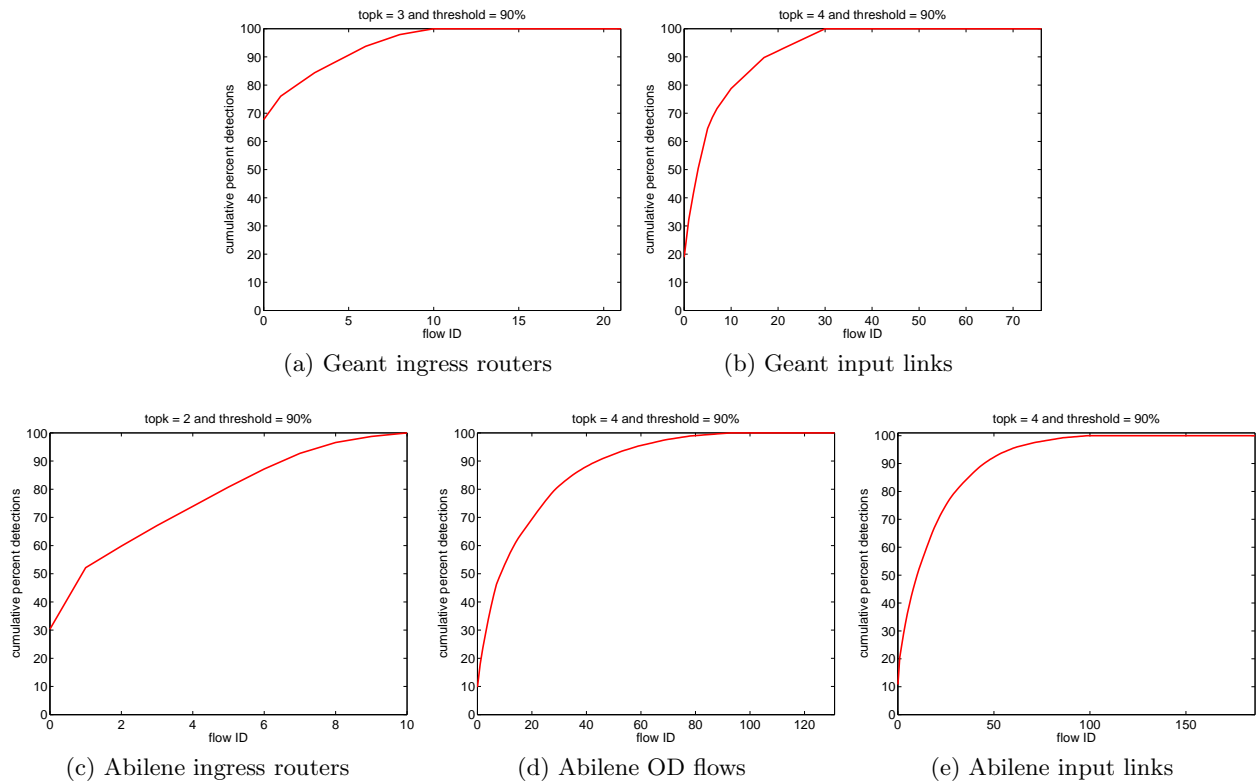 topk = 3 and threshold = 90%
cumulative percent detections
100
90
80
70
60
50
40
30
20
10
0
0 5 10 15 20
flow ID
(a) Geant ingress routers
topk = 4 and threshold = 90%
cumulative percent detections
100
90
80
70
60
50
40
30
20
10
0
0 10 20 30 40 50 60 70
flow ID
(b) Geant input links
topk = 2 and threshold = 90%
cumulative percent detections
100
90
80
70
60
50
40
30
20
10
0
0 2 4 6 8 10
flow ID
(c) Abilene ingress routers
topk = 4 and threshold = 90%
cumulative percent detections
100
90
80
70
60
50
40
30
20
10
0
0 20 40 60 80 100 120
flow ID
(d) Abilene OD flows
topk = 4 and threshold = 90%
cumulative percent detections
100
90
80
70
60
50
40
30
20
10
0
0 50 100 150
flow ID
(e) Abilene input links